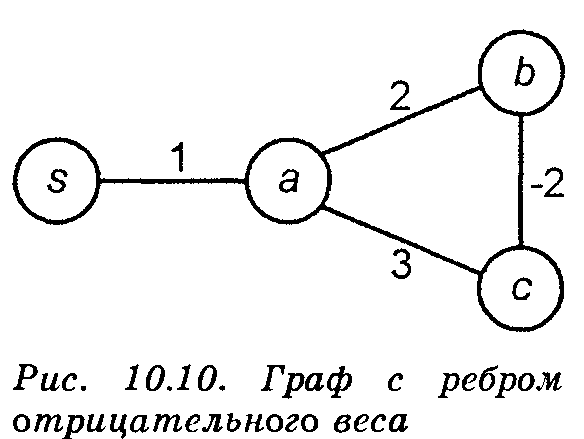 b
2
1
s
a
-2
3
c
Рис. 10.10. Граф с ребром
отрицательного веса